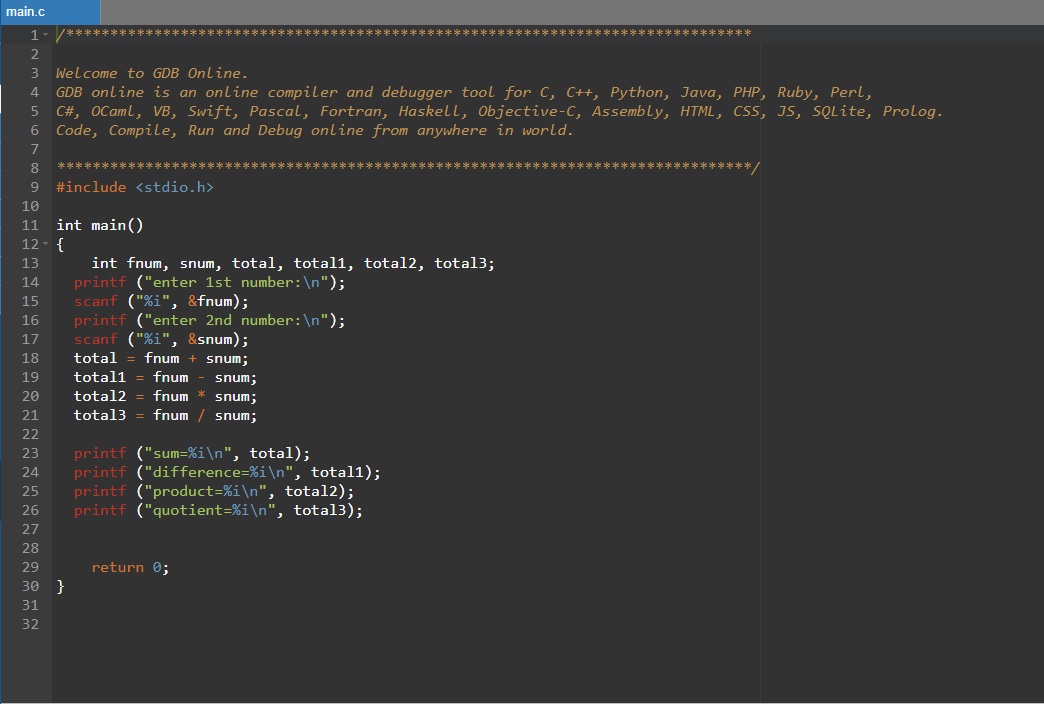 main.c
1 /******************************************************************************
2
3 Welcome to GDB Online.
4 GDB online is an online compiler and debugger tool for C, C++, Python, Java, PHP, Ruby, Perl,
5 C#, OCaml, VB, Swift, Pascal, Fortran, Haskell, Objective-C, Assembly, HTML, CSS, JS, SQLite, Prolog.
6 Code, Compile, Run and Debug online from anywhere in world.
7
8 *******************************************************************************/
9 #include <stdio.h>
10
11 int main()
12 {
13     int fnum, snum, total, total1, total2, total3;
14   printf ("enter 1st number:\n");
15   scanf ("%i", &fnum);
16   printf ("enter 2nd number:\n");
17   scanf ("%i", &snum);
18   total = fnum + snum;
19   total1 = fnum - snum;
20   total2 = fnum * snum;
21   total3 = fnum / snum;
22
23   printf ("sum=%i\n", total);
24   printf ("difference=%i\n", total1);
25   printf ("product=%i\n", total2);
26   printf ("quotient=%i\n", total3);
27
28
29     return 0;
30 }
31
32